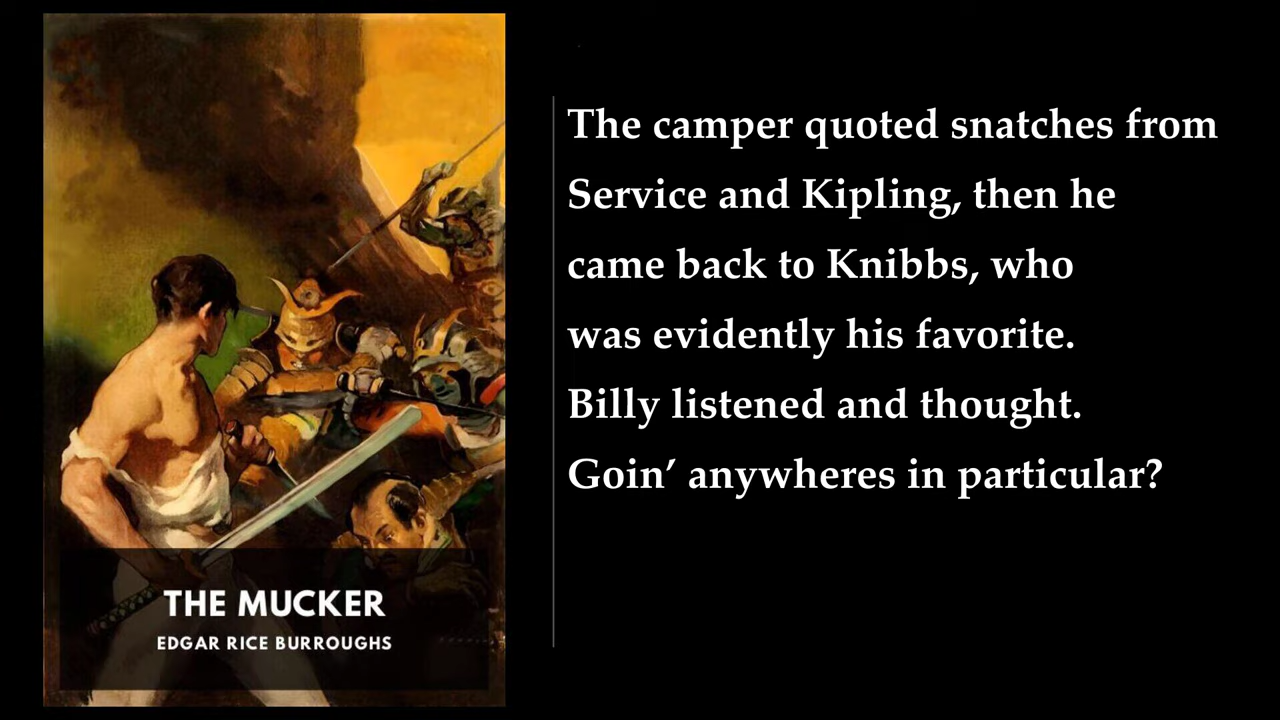 The camper quoted snatches from
Service and Kipling, then he
came back to Knibbs, who
was evidently his favorite.
Billy listened and thought.
Goin’ anywheres in particular?
THE MUCKER
EDGAR RICE BURROUGHS